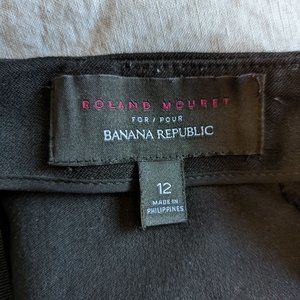 ROLAND MOURET
FOR / POUR
BANANA REPUBLIC
12
MADE IN
PHILIPPINES